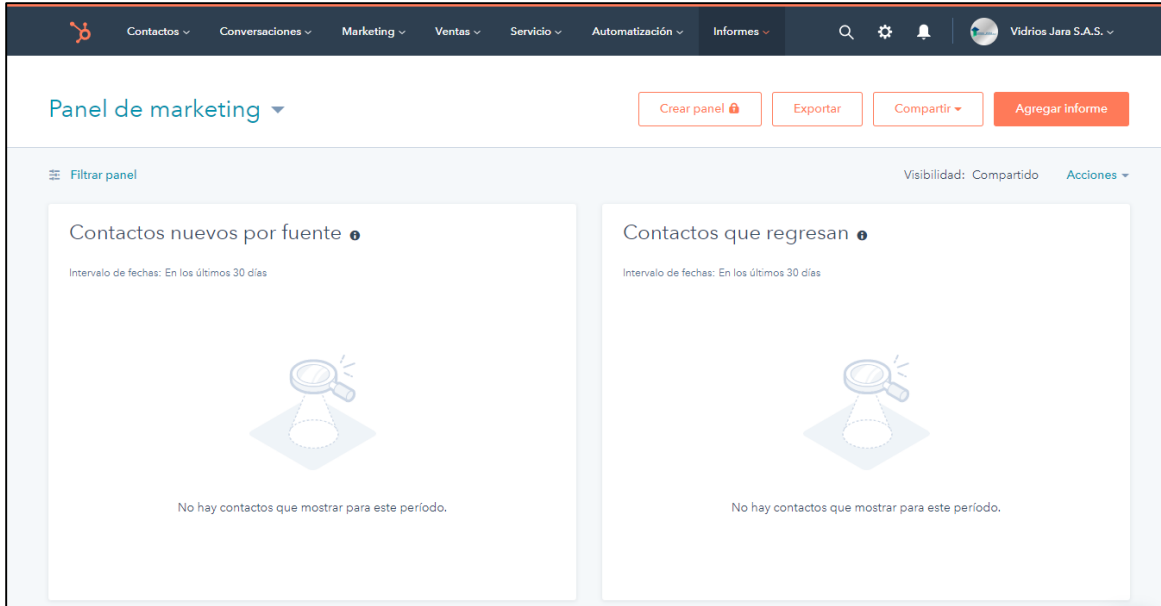 Contactos Conversaciones Marketing Ventas Servicio Automatización Informes Vidrios Jara S.A.S.
Panel de marketing Crear panel Exportar Compartir Agregar informe
Filtrar panel Visibilidad: Compartido Acciones
Contactos nuevos por fuente
Intervalo de fechas: En los últimos 30 días
No hay contactos que mostrar para este período.
Contactos que regresan
Intervalo de fechas: En los últimos 30 días
No hay contactos que mostrar para este período.